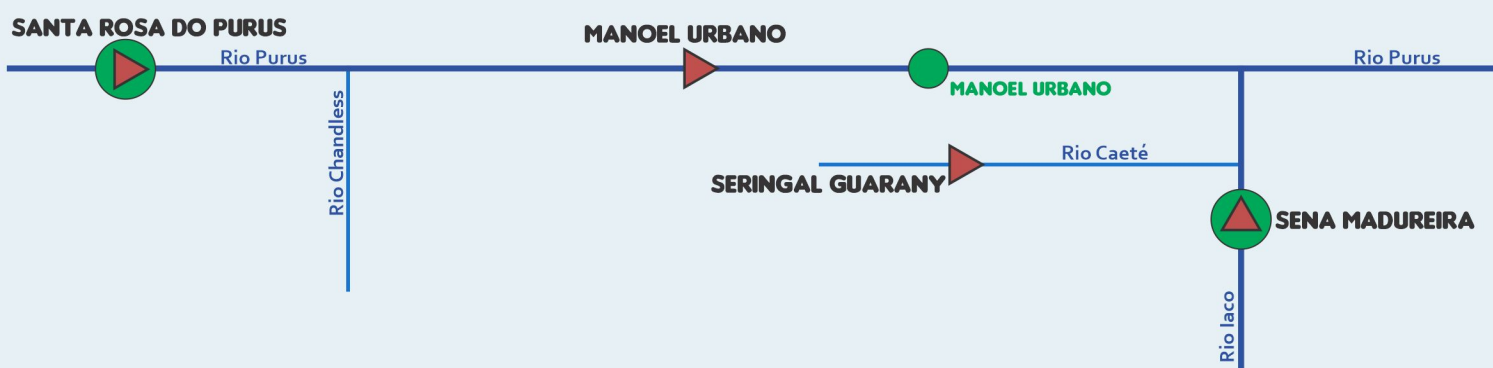 SANTA ROSA DO PURUS
MANOEL URBANO
Rio Purus
Rio Purus
MANOEL URBANO
Rio Chandless
Rio Caeté
SERINGAL GUARANY
SENA MADUREIRA
Rio Iaco